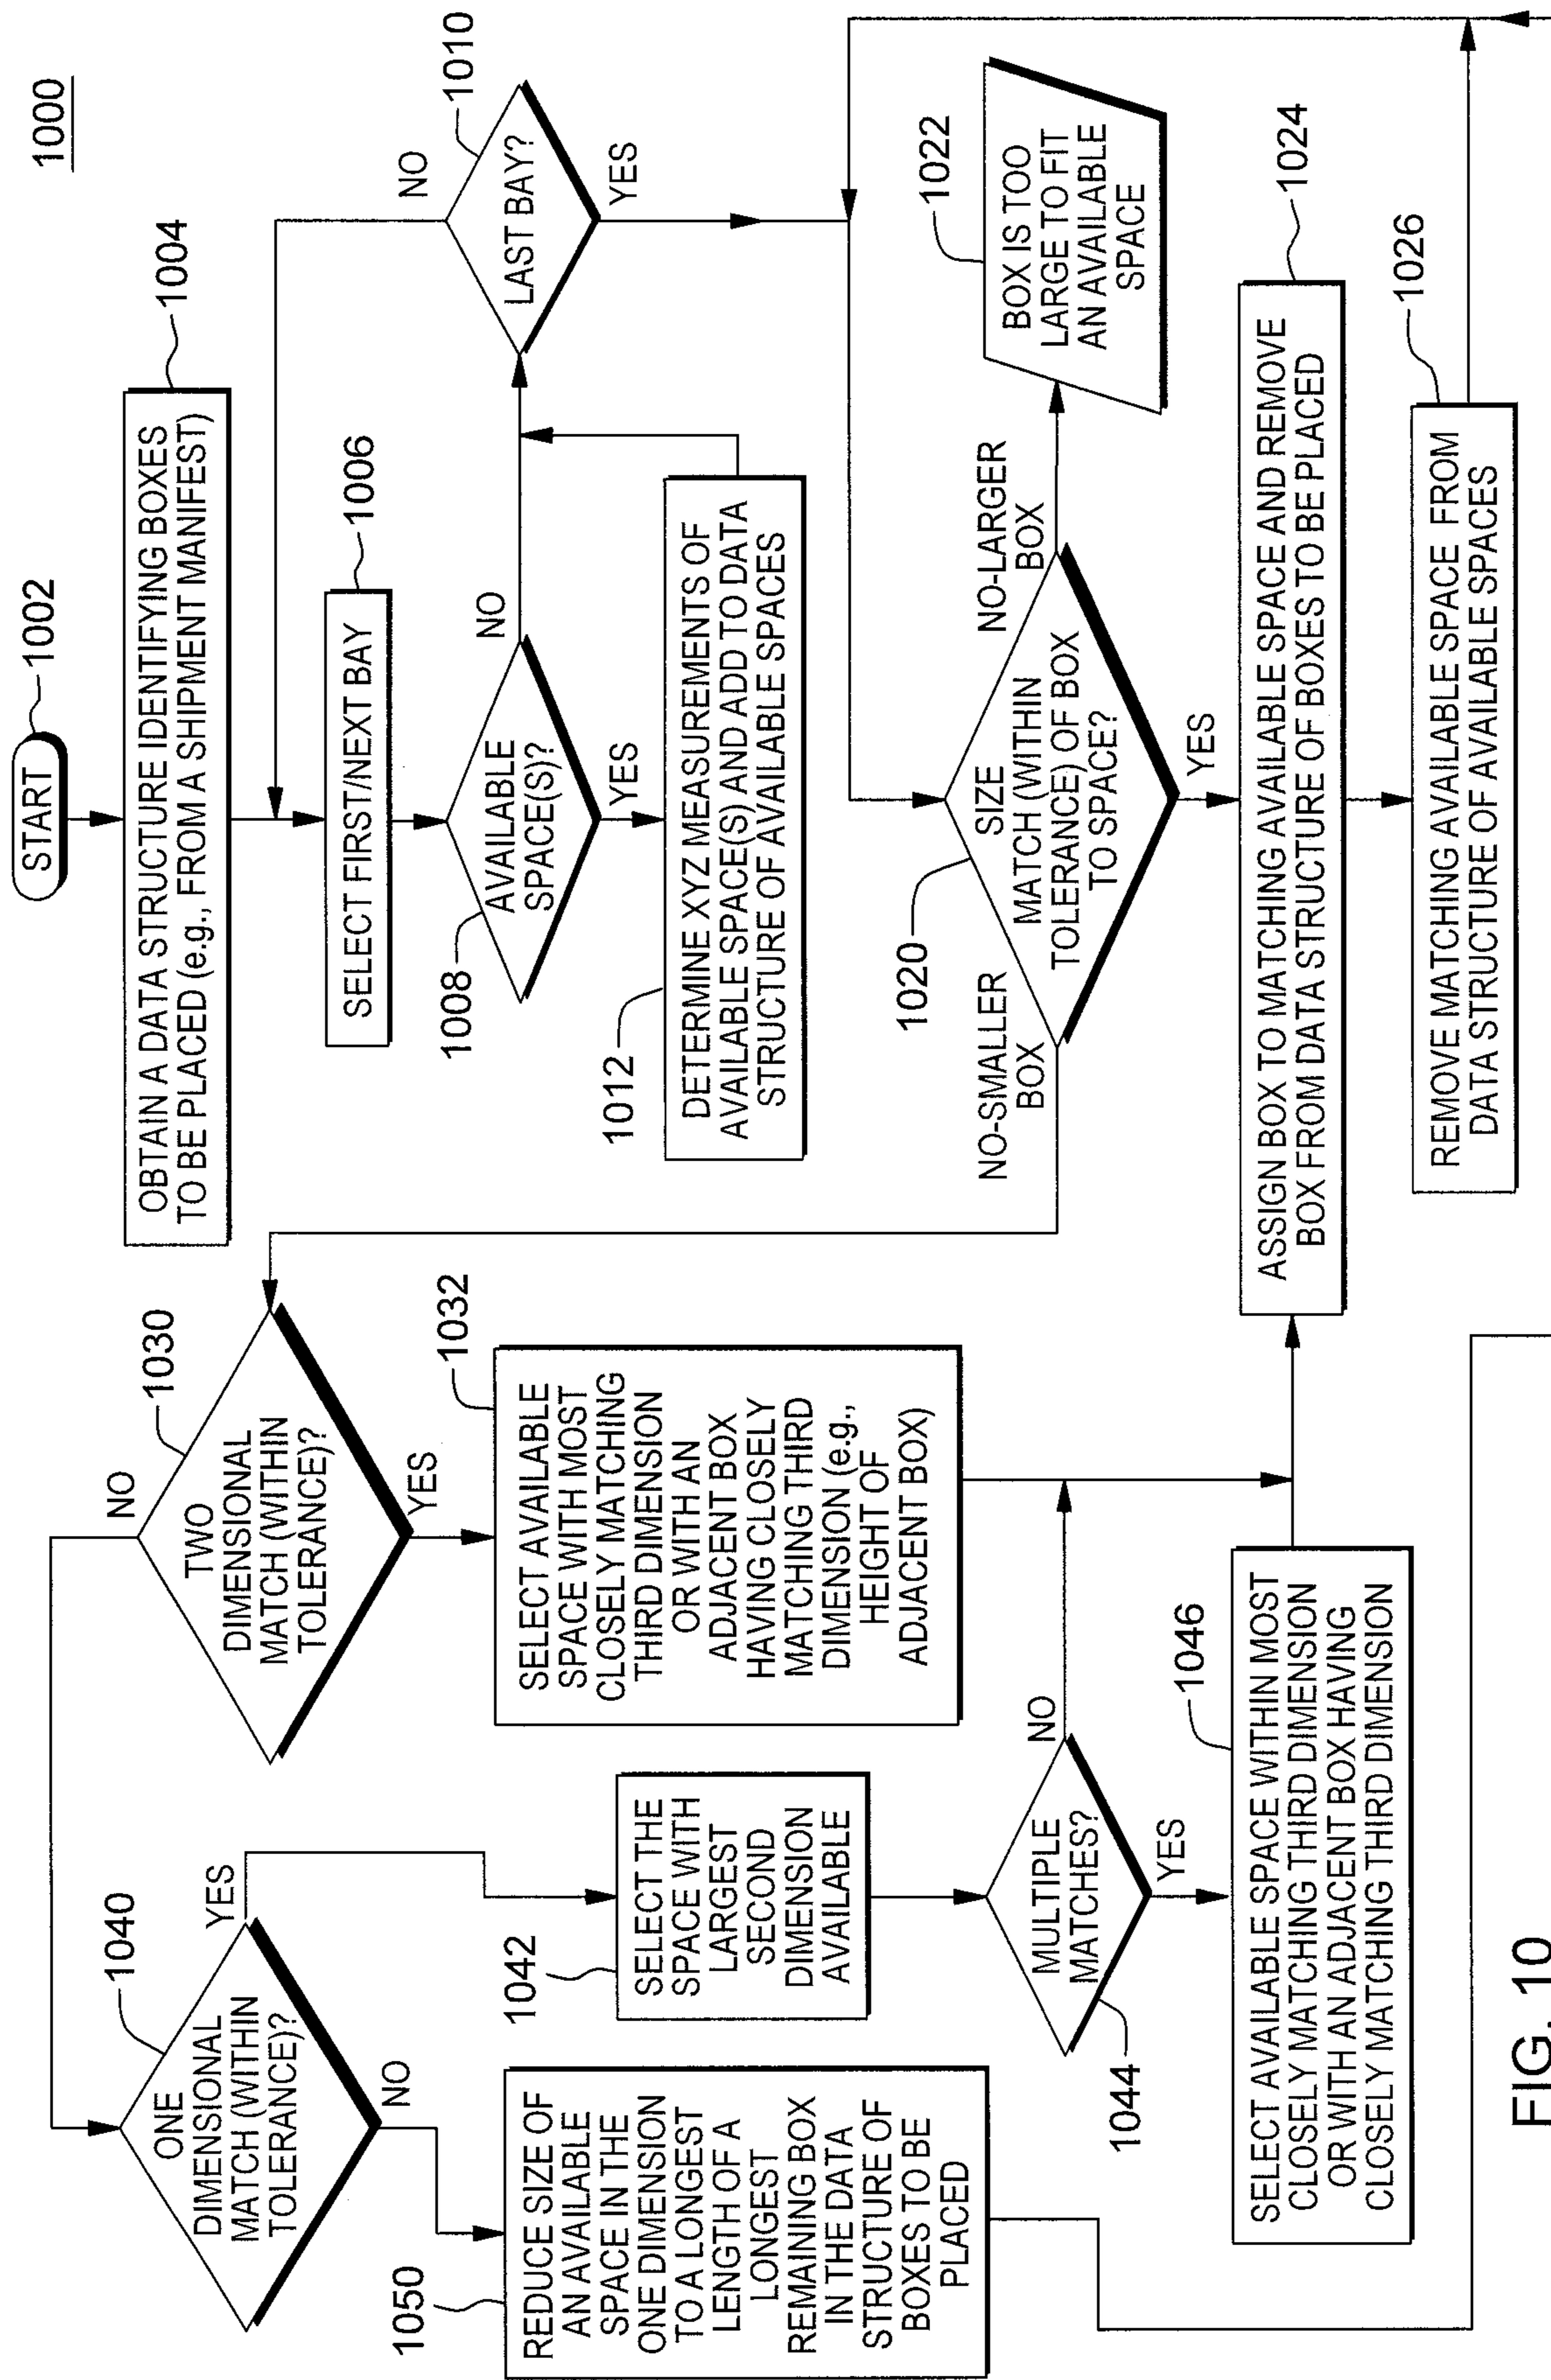 1000
START
1002
OBTAIN A DATA STRUCTURE IDENTIFYING BOXES
TO BE PLACED (e.g., FROM A SHIPMENT MANIFEST)
1004
SELECT FIRST/NEXT BAY
1006
AVAILABLE
SPACE(S)?
1008
NO
YES
LAST BAY?
1010
NO
YES
DETERMINE XYZ MEASUREMENTS OF
AVAILABLE SPACE(S) AND ADD TO DATA
STRUCTURE OF AVAILABLE SPACES
1012
SIZE
MATCH (WITHIN
TOLERANCE) OF BOX
TO SPACE?
1020
NO-SMALLER
BOX
NO-LARGER
BOX
YES
BOX IS TOO
LARGE TO FIT
AN AVAILABLE
SPACE
1022
ASSIGN BOX TO MATCHING AVAILABLE SPACE AND REMOVE
BOX FROM DATA STRUCTURE OF BOXES TO BE PLACED
1024
REMOVE MATCHING AVAILABLE SPACE FROM
DATA STRUCTURE OF AVAILABLE SPACES
1026
TWO
DIMENSIONAL
MATCH (WITHIN
TOLERANCE)?
1030
NO
YES
SELECT AVAILABLE
SPACE WITH MOST
CLOSELY MATCHING
THIRD DIMENSION
OR WITH AN
ADJACENT BOX
HAVING CLOSELY
MATCHING THIRD
DIMENSION (e.g.,
HEIGHT OF
ADJACENT BOX)
1032
ONE
DIMENSIONAL
MATCH (WITHIN
TOLERANCE)?
1040
YES
NO
SELECT THE
SPACE WITH
LARGEST
SECOND
DIMENSION
AVAILABLE
1042
MULTIPLE
MATCHES?
1044
NO
YES
SELECT AVAILABLE SPACE WITHIN MOST
CLOSELY MATCHING THIRD DIMENSION
OR WITH AN ADJACENT BOX HAVING
CLOSELY MATCHING THIRD DIMENSION
1046
REDUCE SIZE OF
AN AVAILABLE
SPACE IN THE
ONE DIMENSION
TO A LONGEST
LENGTH OF A
LONGEST
REMAINING BOX
IN THE DATA
STRUCTURE OF
BOXES TO BE
PLACED
1050
FIG. 10